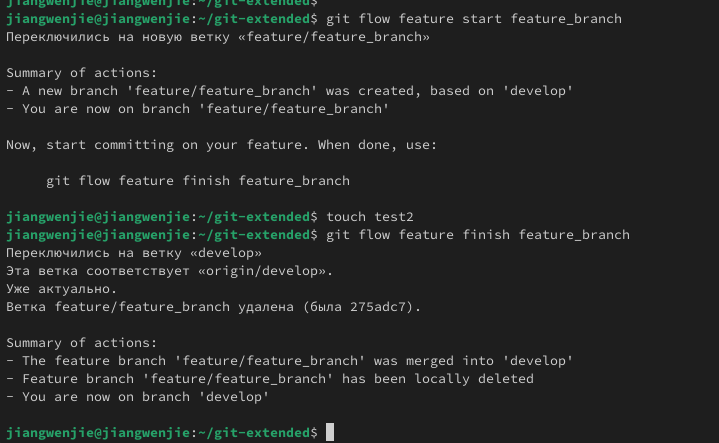 jiangwenjie@jiangwenjie:~/git-extended$
jiangwenjie@jiangwenjie:~/git-extended$ git flow feature start feature_branch
Переключились на новую ветку «feature/feature_branch»
Summary of actions:
- A new branch 'feature/feature_branch' was created, based on 'develop'
- You are now on branch 'feature/feature_branch'
Now, start committing on your feature. When done, use:
git flow feature finish feature_branch
jiangwenjie@jiangwenjie:~/git-extended$ touch test2
jiangwenjie@jiangwenjie:~/git-extended$ git flow feature finish feature_branch
Переключились на ветку «develop»
Эта ветка соответствует «origin/develop».
Уже актуально.
Ветка feature/feature_branch удалена (была 275adc7).
Summary of actions:
- The feature branch 'feature/feature_branch' was merged into 'develop'
- Feature branch 'feature/feature_branch' has been locally deleted
- You are now on branch 'develop'
jiangwenjie@jiangwenjie:~/git-extended$